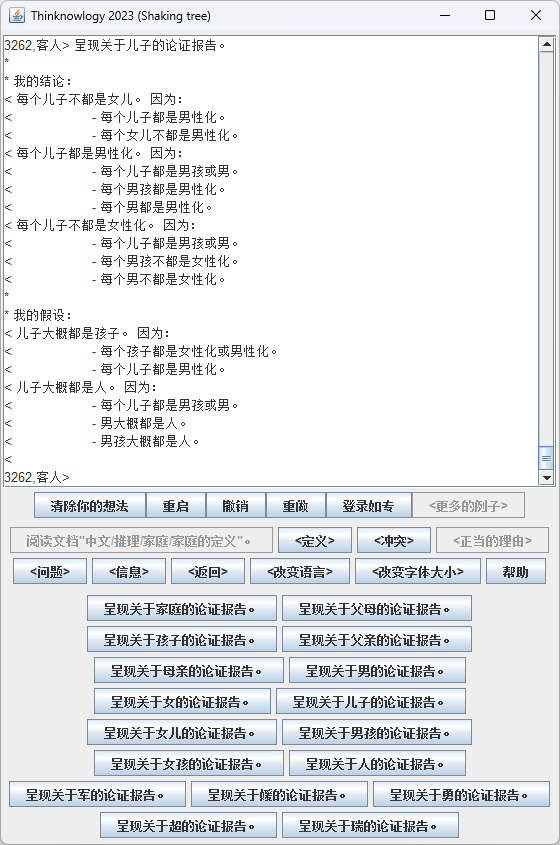 Thinknowlogy 2023 (Shaking tree)
3262,客人> 呈现关于儿子的论证报告。
*
* 我的结论：
< 每个儿子不都是女儿。 因为：
< - 每个儿子都是男性化。
< - 每个女儿不都是男性化。
< 每个儿子都是男性化。 因为：
< - 每个儿子都是男孩或男。
< - 每个男孩都是男性化。
< - 每个男都是男性化。
< 每个儿子不都是女性化。 因为：
< - 每个儿子都是男孩或男。
< - 每个男孩不都是女性化。
< - 每个男不都是女性化。
*
* 我的假设：
< 儿子大概都是孩子。 因为：
< - 每个孩子都是女性化或男性化。
< - 每个儿子都是男性化。
< 儿子大概都是人。 因为：
< - 每个儿子都是男孩或男。
< - 男大概都是人。
< - 男孩大概都是人。
<
3262,客人>
清除你的想法 重启 撤销 重做 登录如专 <更多的例子>
阅读文档"中文/推理/家庭/家庭的定义"。 <定义> <冲突> <正当的理由>
<问题> <信息> <返回> <改变语言> <改变字体大小> 帮助
呈现关于家庭的论证报告。 呈现关于父母的论证报告。
呈现关于孩子的论证报告。 呈现关于父亲的论证报告。
呈现关于母亲的论证报告。 呈现关于男的论证报告。
呈现关于女的论证报告。 呈现关于儿子的论证报告。
呈现关于女儿的论证报告。 呈现关于男孩的论证报告。
呈现关于女孩的论证报告。 呈现关于人的论证报告。
呈现关于军的论证报告。 呈现关于媛的论证报告。 呈现关于勇的论证报告。
呈现关于超的论证报告。 呈现关于瑞的论证报告。